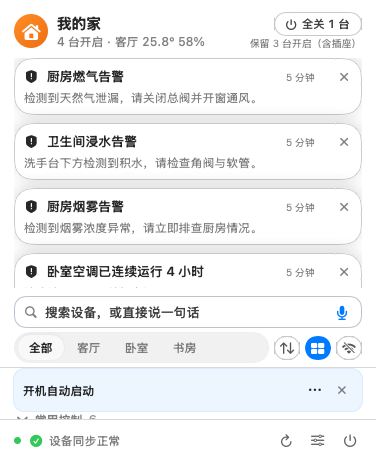 我的家
全关 1 台
4 台开启 · 客厅 25.8° 58%
保留 3 台开启（含插座）
厨房燃气告警
5 分钟
检测到天然气泄漏，请关闭总阀并开窗通风。
卫生间浸水告警
5 分钟
洗手台下方检测到积水，请检查角阀与软管。
厨房烟雾告警
5 分钟
检测到烟雾浓度异常，请立即排查厨房情况。
卧室空调已连续运行 4 小时
5 分钟
搜索设备，或直接说一句话
全部 客厅 卧室 书房
开机自动启动
设备同步正常